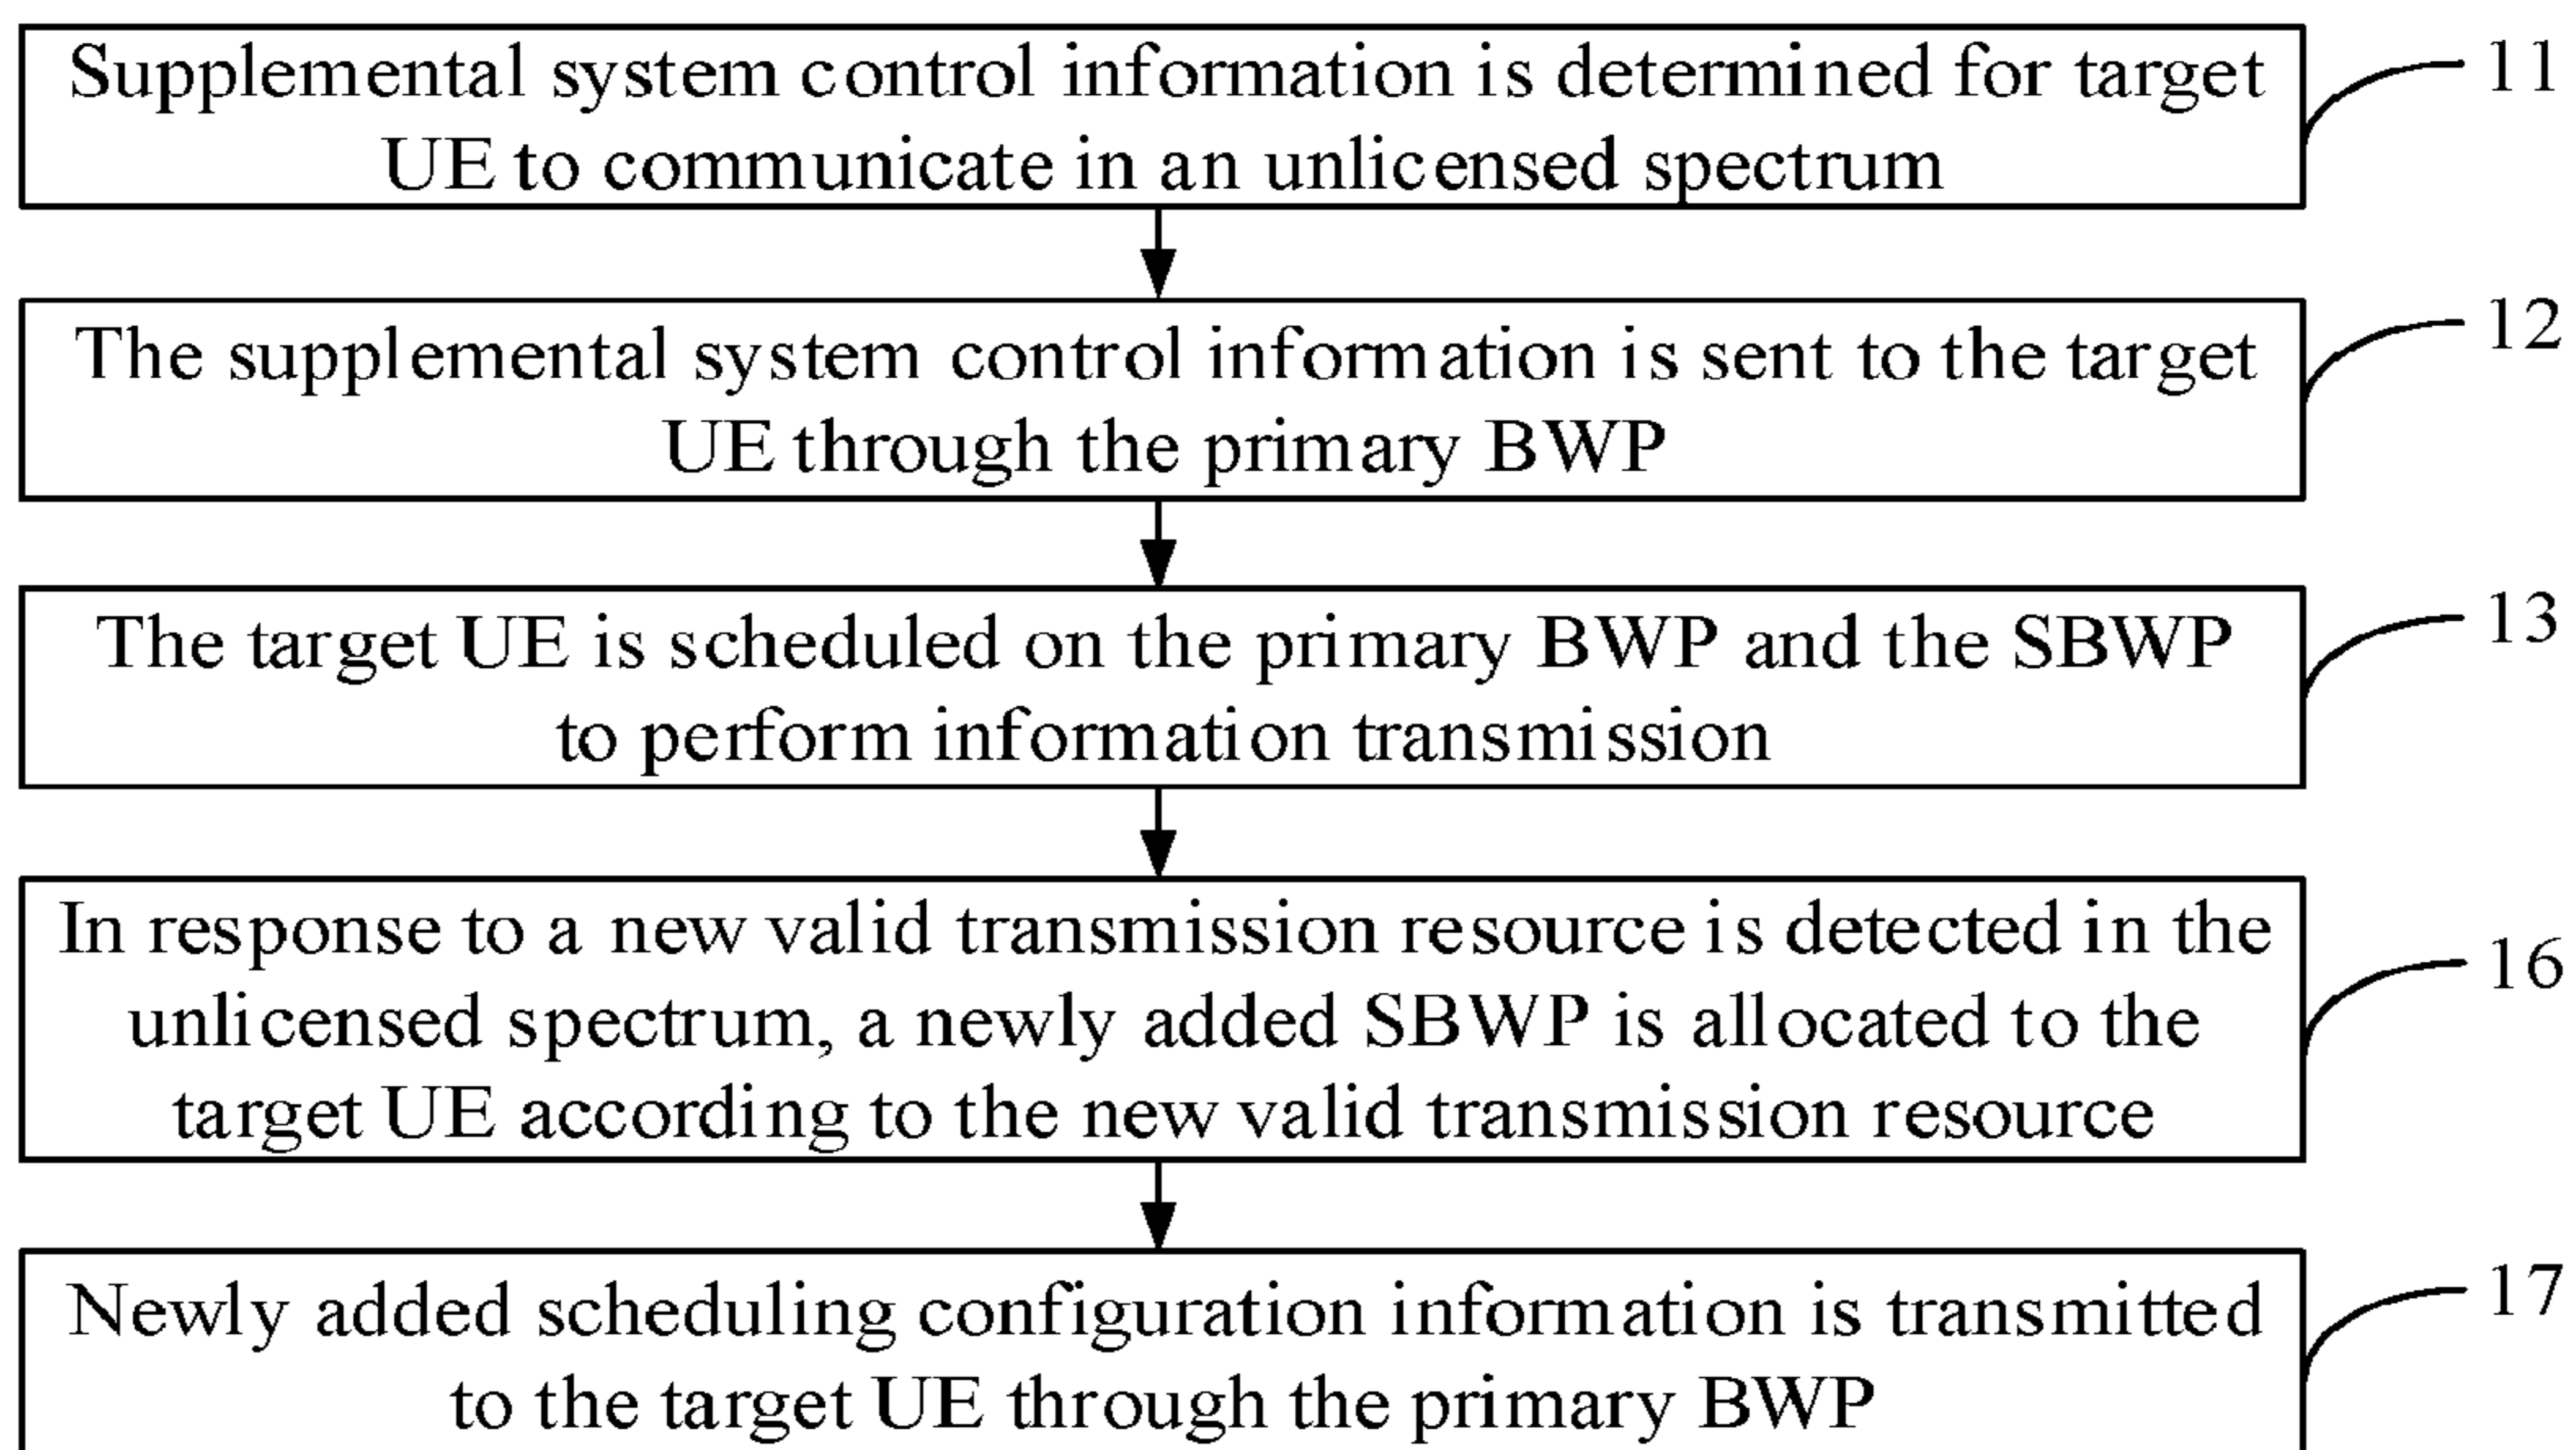 Supplemental system control information is determined for target
UE to communicate in an unlicensed spectrum
11
The supplemental system control information is sent to the target
UE through the primary BWP
12
The target UE is scheduled on the primary BWP and the SBWP
to perform information transmission
13
In response to a new valid transmission resource is detected in the
unlicensed spectrum, a newly added SBWP is allocated to the
target UE according to the new valid transmission resource
16
Newly added scheduling configuration information is transmitted
to the target UE through the primary BWP
17